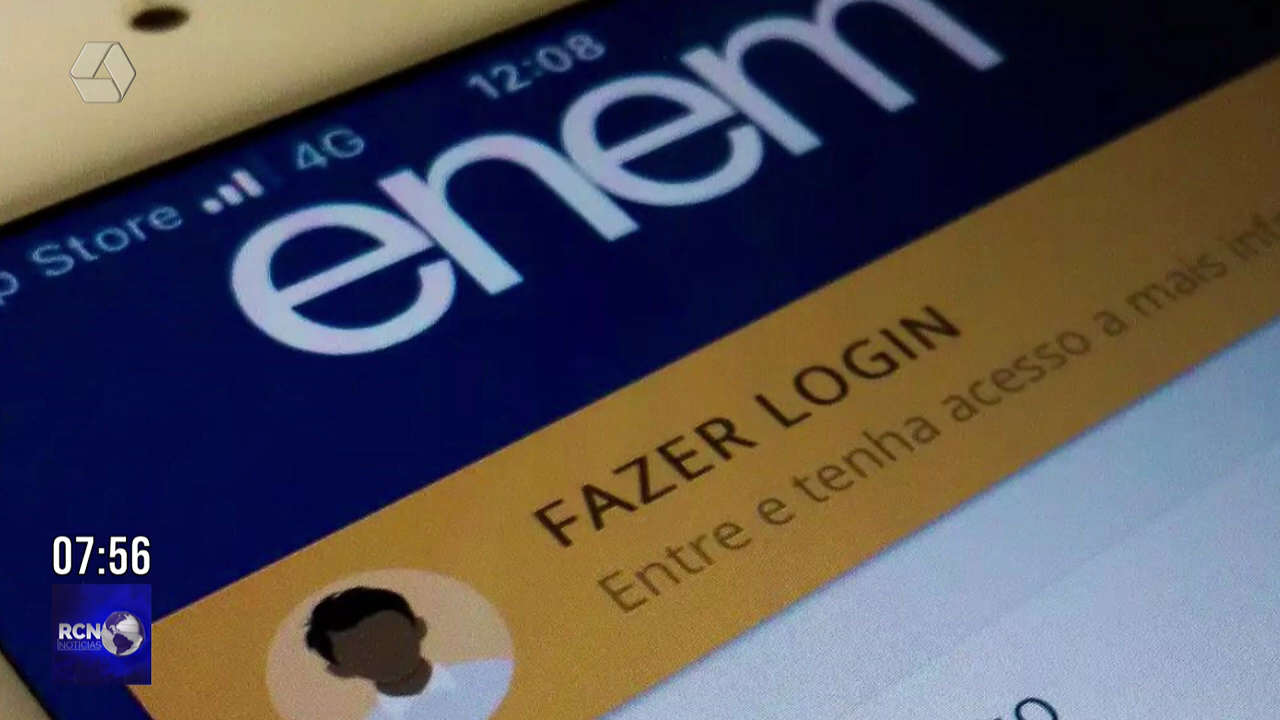 12:08
p Store 4G
enem
FAZER LOGIN
Entre e tenha acesso a mais inf
07:56
RCN
NOTÍCIAS